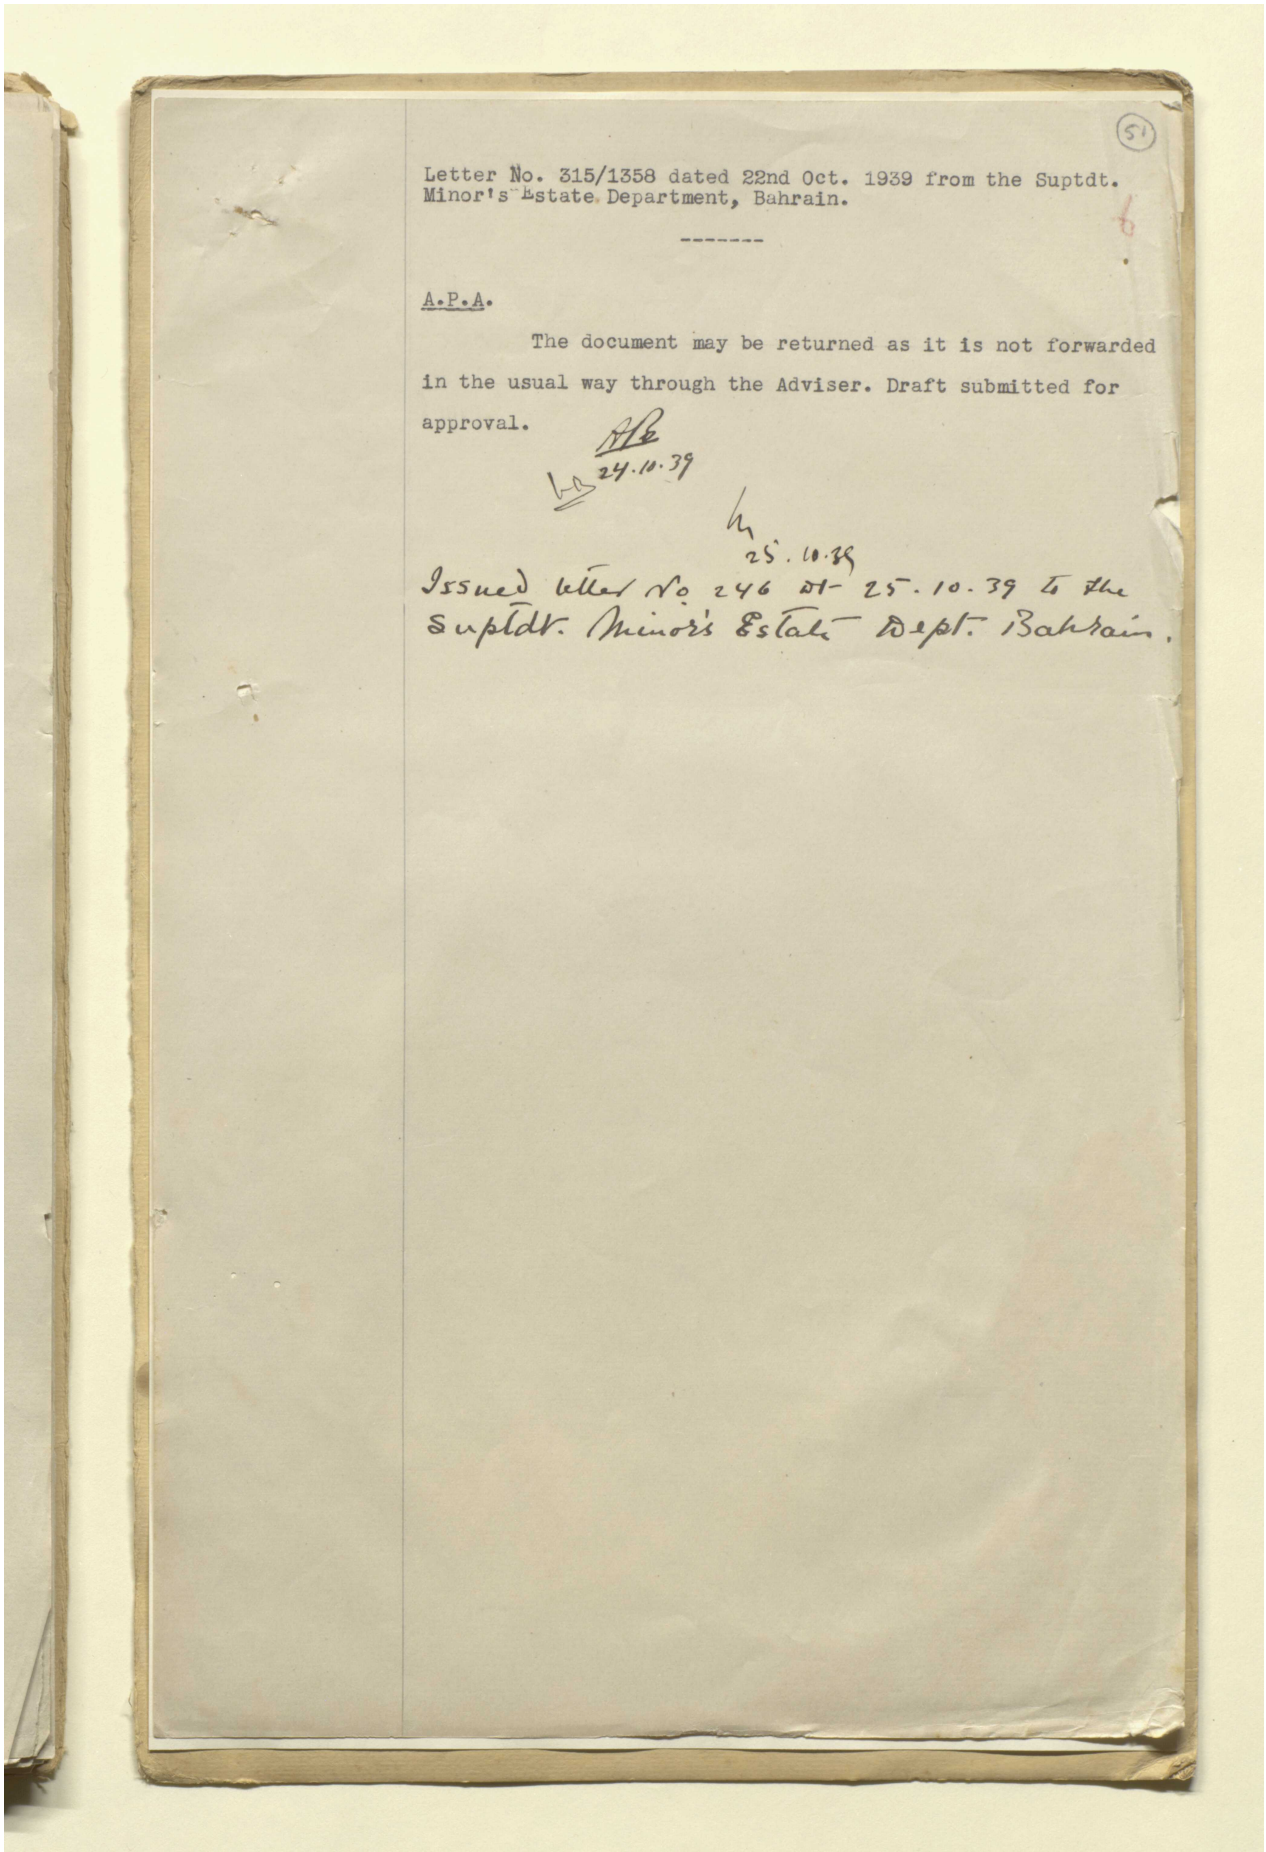 51
Letter No. 315/1358 dated 22nd Oct. 1939 from the Suptdt.
Minor's Estate Department, Bahrain.
-------
6
A.P.A.
The document may be returned as it is not forwarded
in the usual way through the Adviser. Draft submitted for
approval.
24.10.39
25.10.39
Issued letter No 246 dt 25.10.39 to the
Suptdt. Minor's Estate Dept. Bahrain.